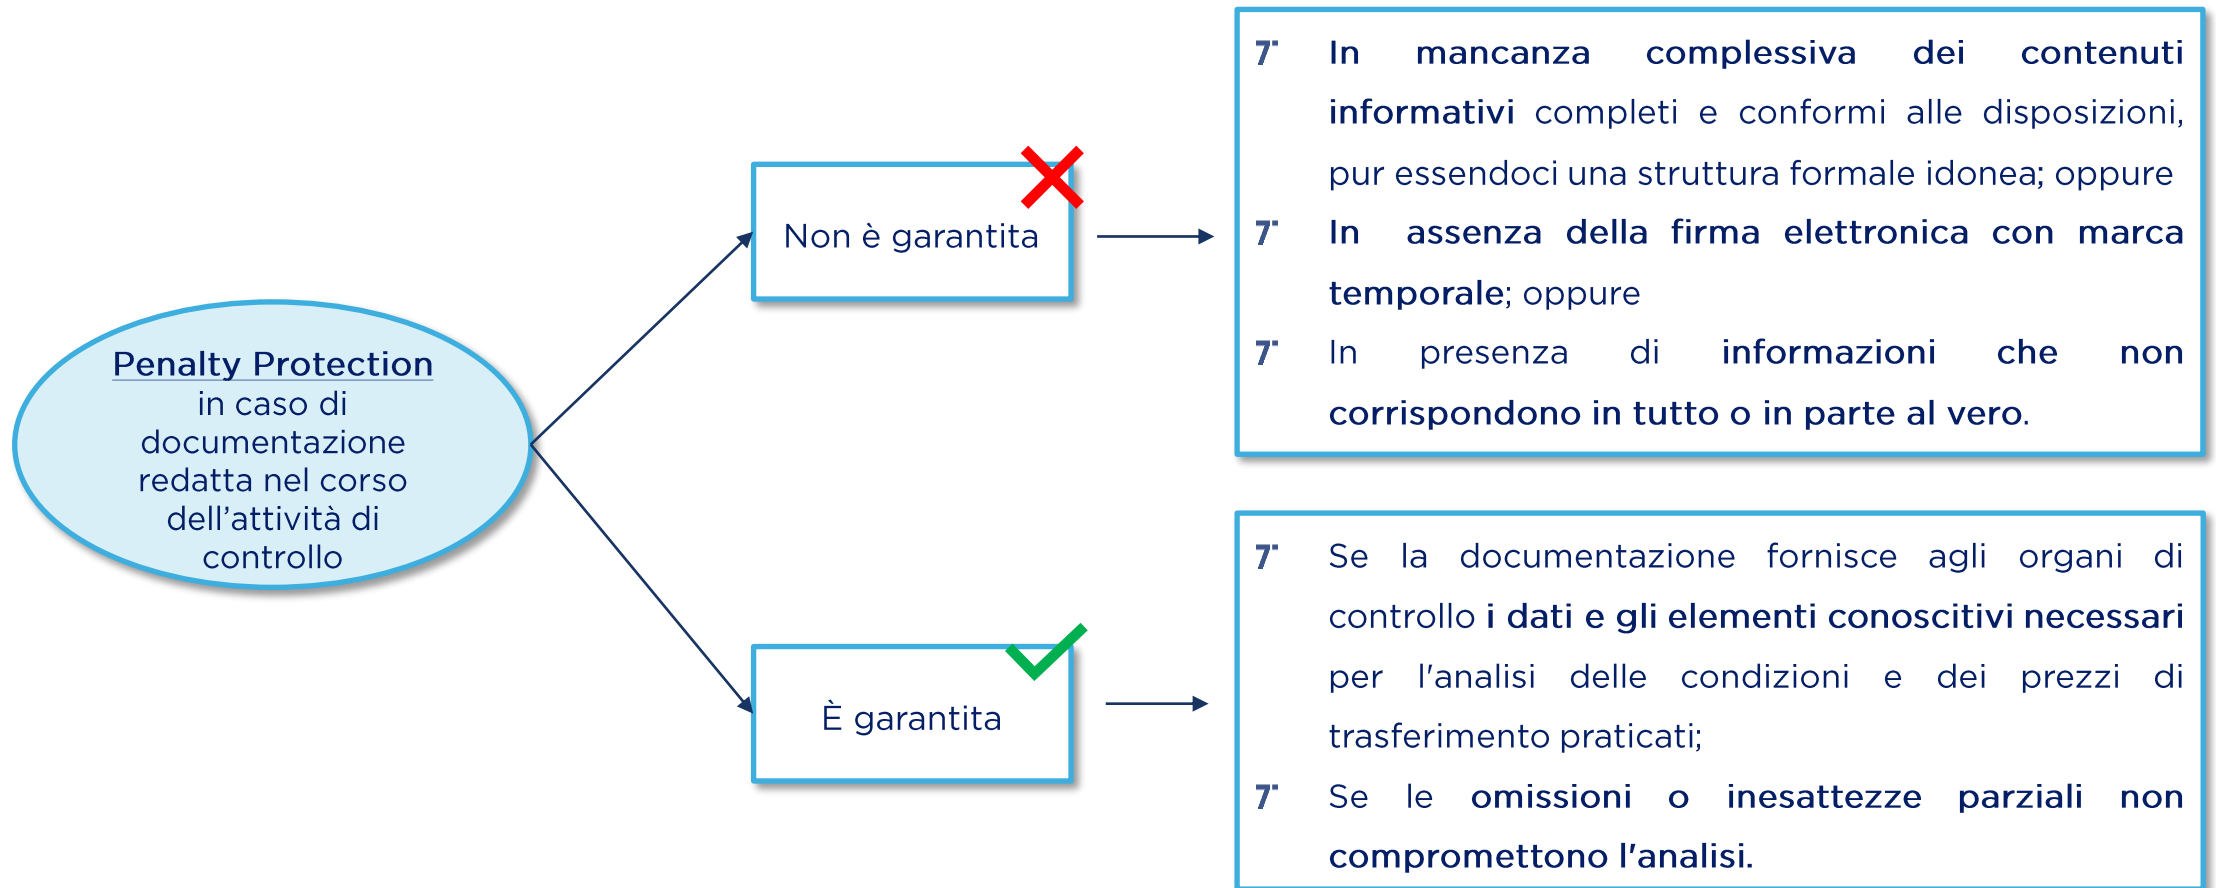 Penalty Protection
in caso di
documentazione
redatta nel corso
dell'attività di
controllo
Non è garantita
In mancanza complessiva dei contenuti
informativi completi e conformi alle disposizioni,
pur essendoci una struttura formale idonea; oppure
In assenza della firma elettronica con marca
temporale; oppure
In presenza di informazioni che non
corrispondono in tutto o in parte al vero.
È garantita
Se la documentazione fornisce agli organi di
controllo i dati e gli elementi conoscitivi necessari
per l'analisi delle condizioni e dei prezzi di
trasferimento praticati;
Se le omissioni o inesattezze parziali non
compromettono l'analisi.